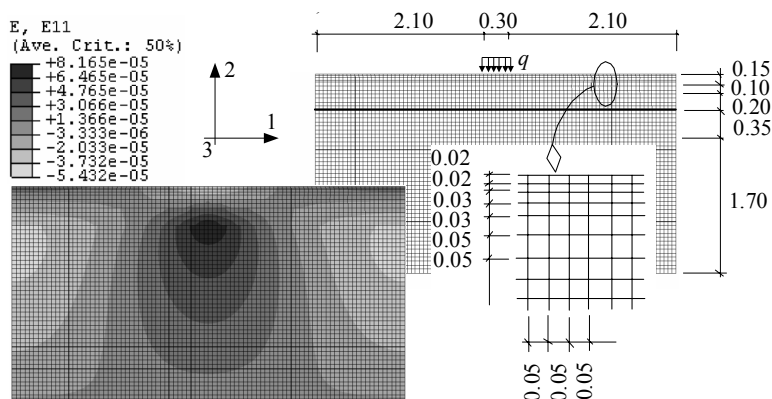 E, E11
(Ave. Crit.: 50%)
+8.165e-05
+6.465e-05
+4.765e-05
+3.066e-05
+1.366e-05
-3.333e-06
-2.033e-05
-3.732e-05
-5.432e-05
2
1
3
2.10 0.30 2.10
q
0.15
0.10
0.20
0.35
1.70
0.02
0.02
0.03
0.03
0.05
0.05
0.05
0.05
0.05